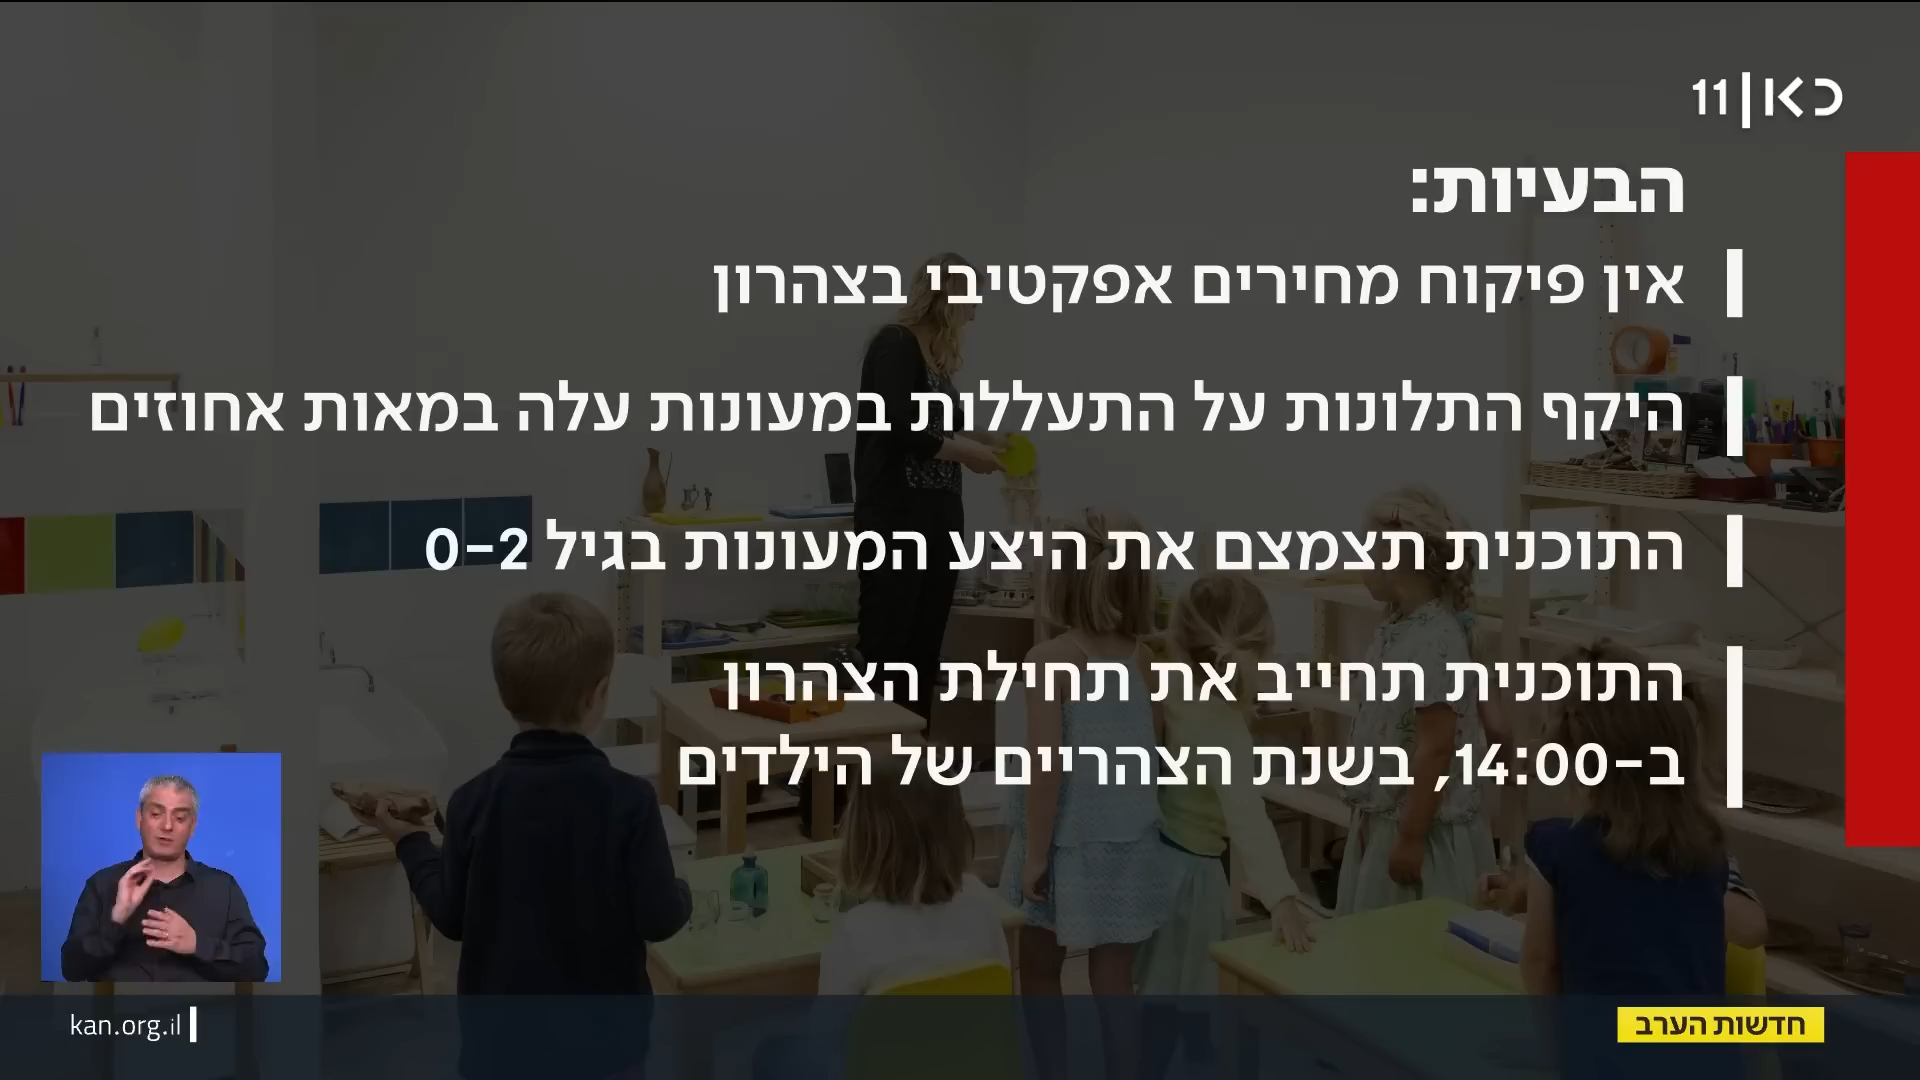 כאן|11
הבעיות:
אין פיקוח מחירים אפקטיבי בצהרון
היקף התלונות על התעללות במעונות עלה במאות אחוזים
התוכנית תצמצם את היצע המעונות בגיל 0-2
התוכנית תחייב את תחילת הצהרון
ב-14:00, בשנת הצהריים של הילדים
kan.org.il
חדשות הערב